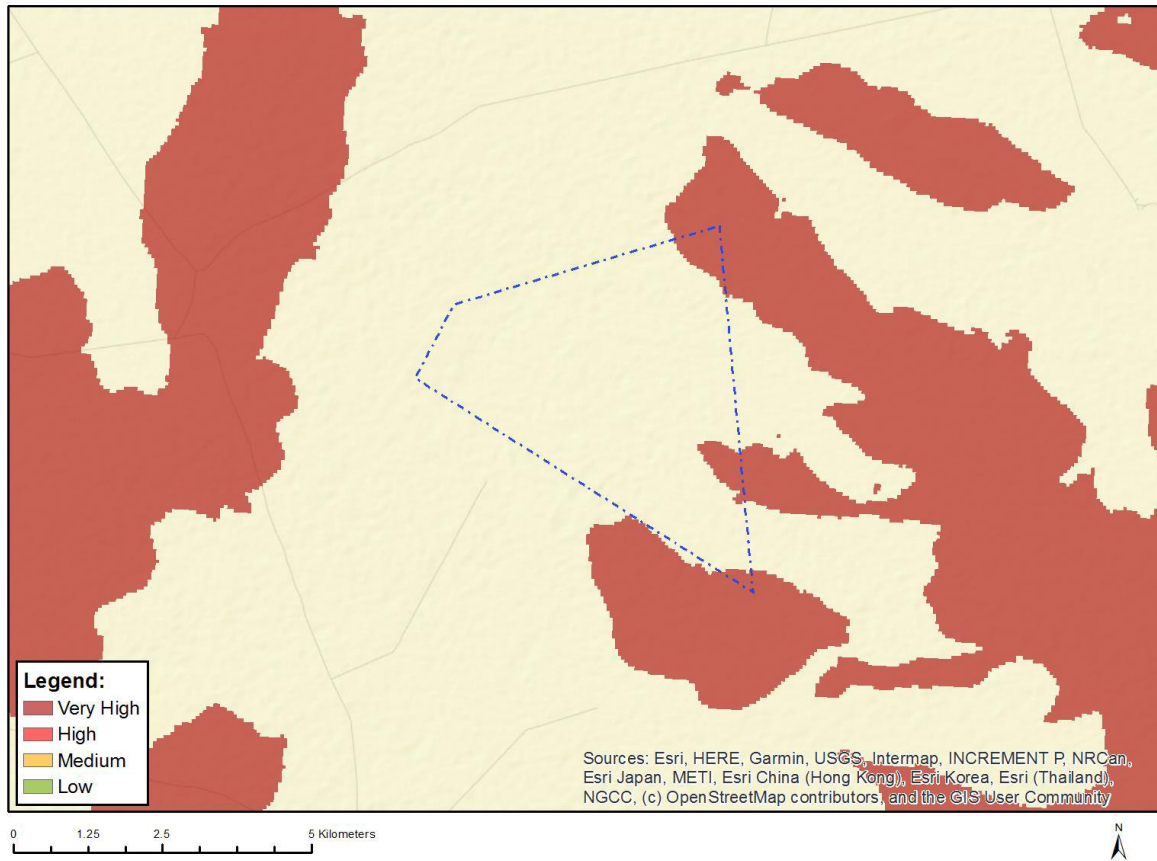 Legend:
Very High
High
Medium
Low
Sources: Esri, HERE, Garmin, USGS, Intermap, INCREMENT P, NRCan,
Esri Japan, METI, Esri China (Hong Kong), Esri Korea, Esri (Thailand),
NGCC, (c) OpenStreetMap contributors, and the GIS User Community
0 1.25 2.5 5 Kilometers
N